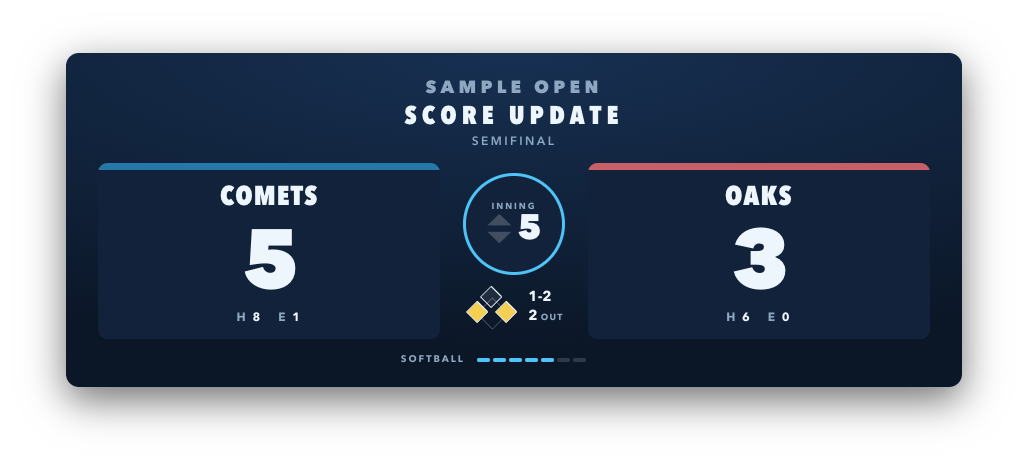 SAMPLE OPEN
SCORE UPDATE
SEMIFINAL
COMETS
5
H 8 E 1
INNING
5
1-2
2 OUT
OAKS
3
H 6 E 0
SOFTBALL